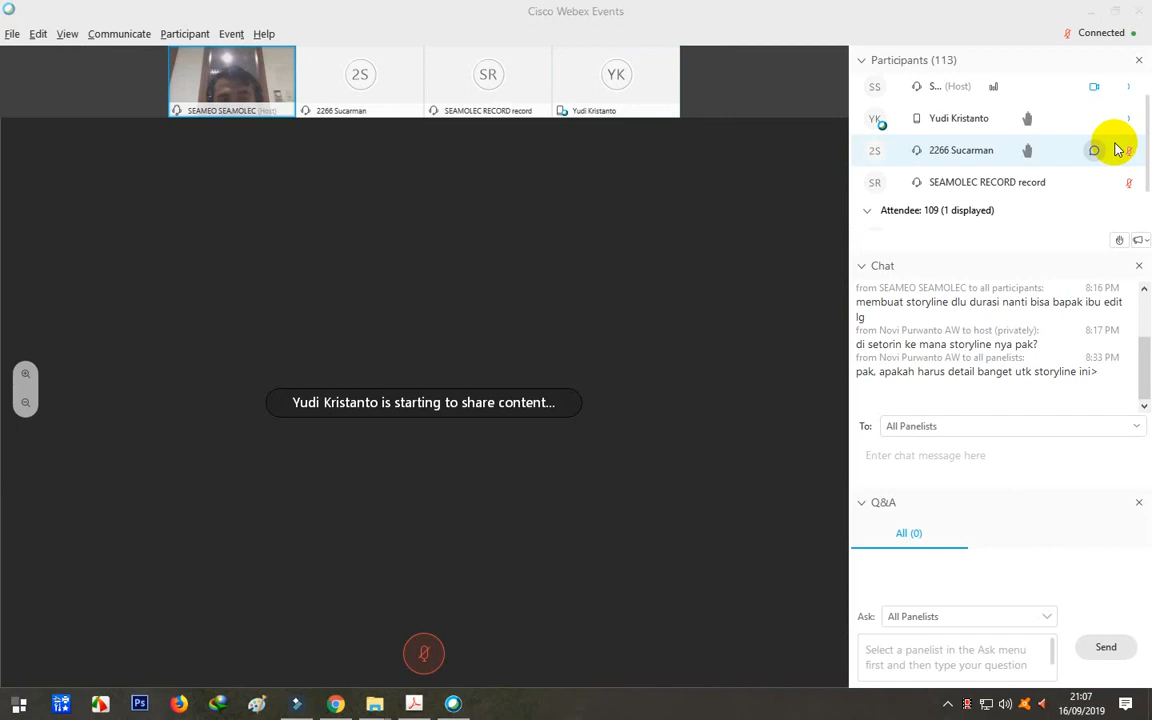 Cisco Webex Events
File Edit View Communicate Participant Event Help
Connected
SEAMEO SEAMOLEC (Host)
2S
2266 Sucarman
SR
SEAMOLEC RECORD record
YK
Yudi Kristanto
Yudi Kristanto is starting to share content...
Participants (113)
SS S... (Host)
YK Yudi Kristanto
2S 2266 Sucarman
SR SEAMOLEC RECORD record
Attendee: 109 (1 displayed)
Chat
from SEAMEO SEAMOLEC to all participants: 8:16 PM
membuat storyline dlu durasi nanti bisa bapak ibu edit
lg
from Novi Purwanto AW to host (privately): 8:17 PM
di setorin ke mana storyline nya pak?
from Novi Purwanto AW to all panelists: 8:33 PM
pak, apakah harus detail banget utk storyline ini>
To: All Panelists
Enter chat message here
Q&A
All (0)
Ask: All Panelists
Select a panelist in the Ask menu
first and then type your question
Send
Ps
21:07
16/09/2019